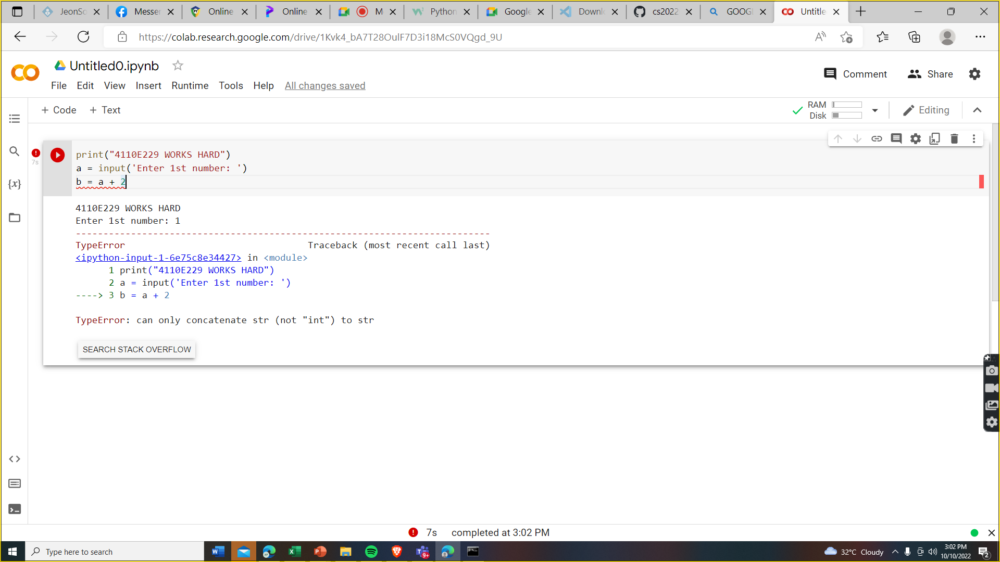 JeonSo
Messer
Online
Online
M
Python
Google
Downlo
cs2022
GOOGL
Untitle
https://colab.research.google.com/drive/1Kvk4_bA7T28OulF7D3i18McS0VQgd_9U
CO Untitled0.ipynb
Comment
Share
File Edit View Insert Runtime Tools Help All changes saved
+ Code + Text
RAM
Disk
Editing
7s
print("4110E229 WORKS HARD")
a = input('Enter 1st number: ')
b = a + 2
{x}
4110E229 WORKS HARD
Enter 1st number: 1
---------------------------------------------------------------------------
TypeError Traceback (most recent call last)
<ipython-input-1-6e75c8e34427> in <module>
1 print("4110E229 WORKS HARD")
2 a = input('Enter 1st number: ')
----> 3 b = a + 2
TypeError: can only concatenate str (not "int") to str
SEARCH STACK OVERFLOW
7s completed at 3:02 PM
Type here to search
9+
32°C Cloudy
3:02 PM
10/10/2022
2